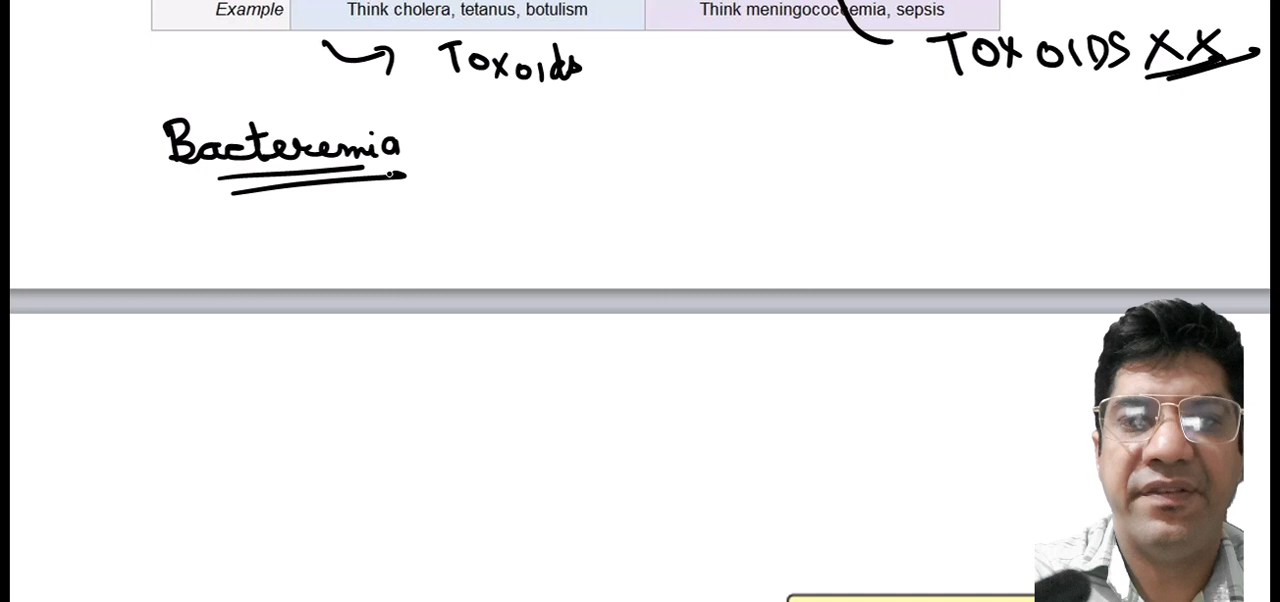 Example Think cholera, tetanus, botulism Think meningococcemia, sepsis
Toxoids TOXOIDS XX
Bacteremia